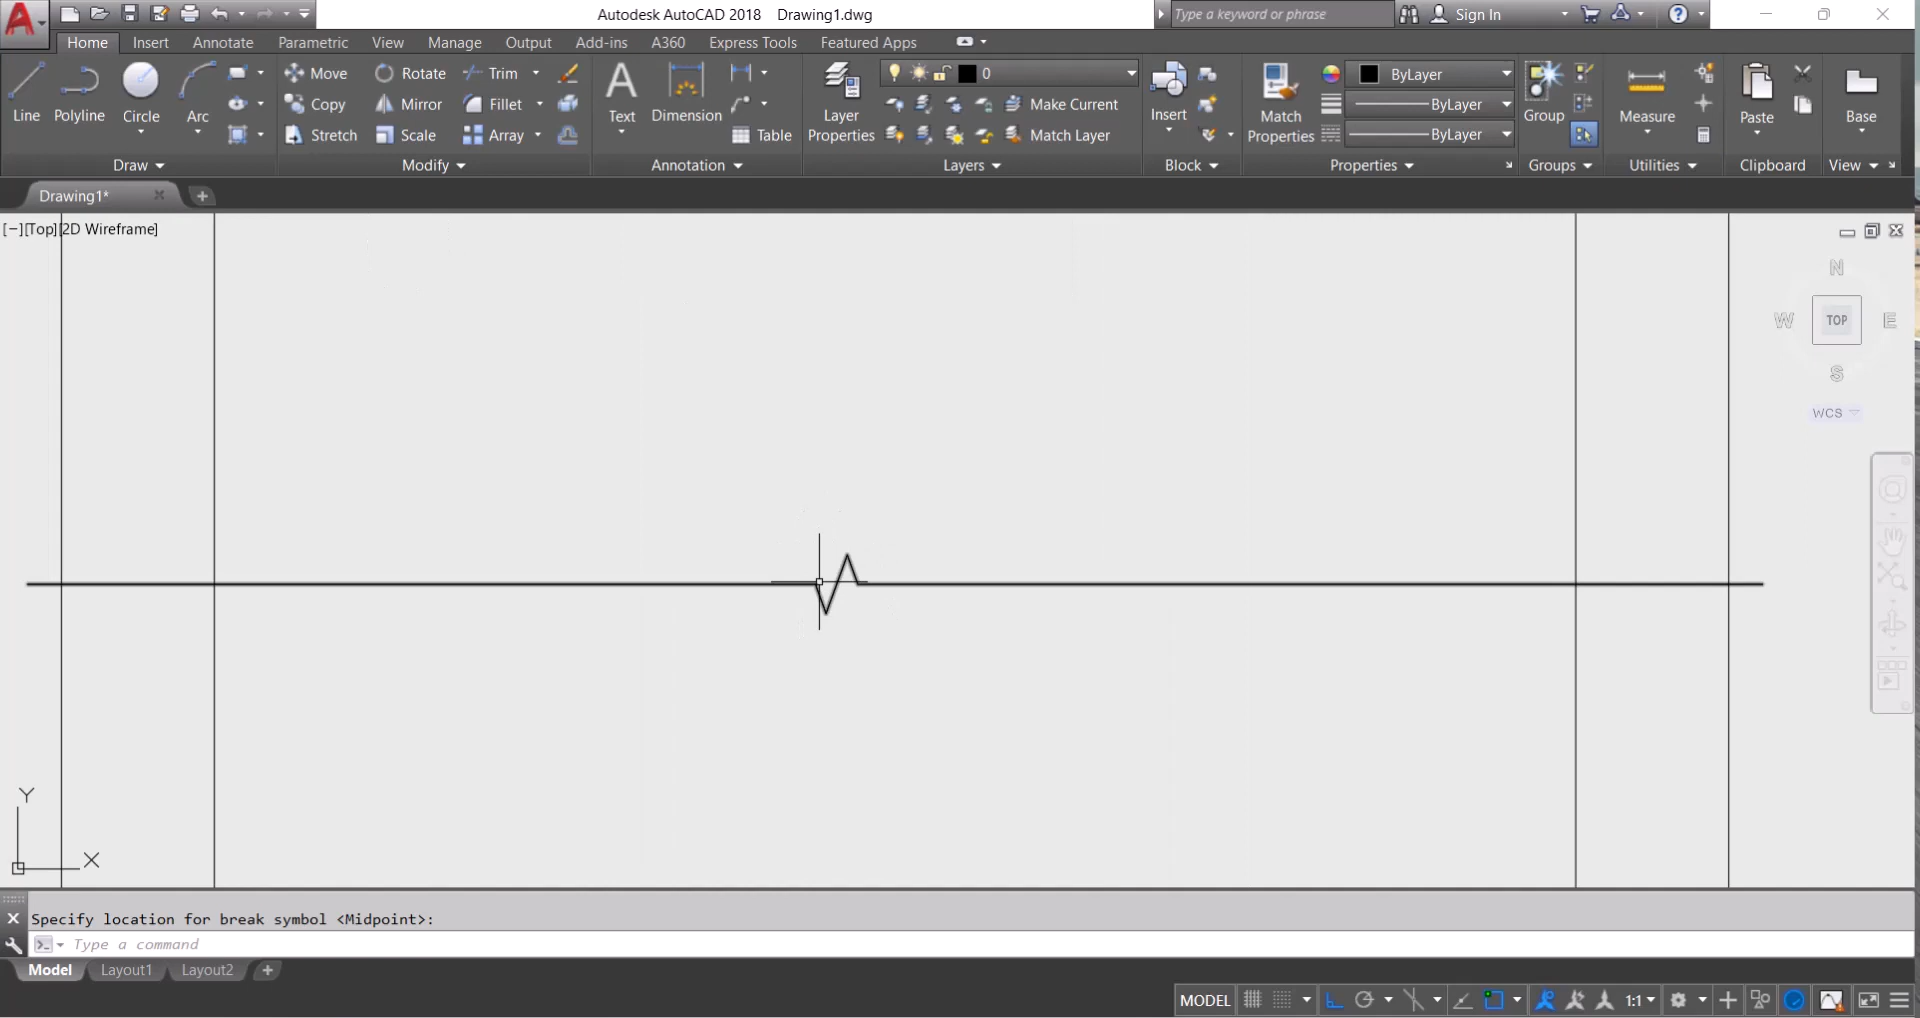 Autodesk AutoCAD 2018 Drawing1.dwg
Type a keyword or phrase
Sign In
Home Insert Annotate Parametric View Manage Output Add-ins A360 Express Tools Featured Apps
Line Polyline Circle Arc
Move Rotate Trim
Copy Mirror Fillet
Stretch Scale Array
Text Dimension Table
Layer Properties
0
Make Current
Match Layer
Insert
Match Properties
ByLayer
ByLayer
ByLayer
Group Measure Paste Base
Draw Modify Annotation Layers Block Properties Groups Utilities Clipboard View
Drawing1*
[−][Top][2D Wireframe]
N
W TOP E
S
WCS
Y
X
Specify location for break symbol <Midpoint>:
Type a command
Model Layout1 Layout2
MODEL 1:1